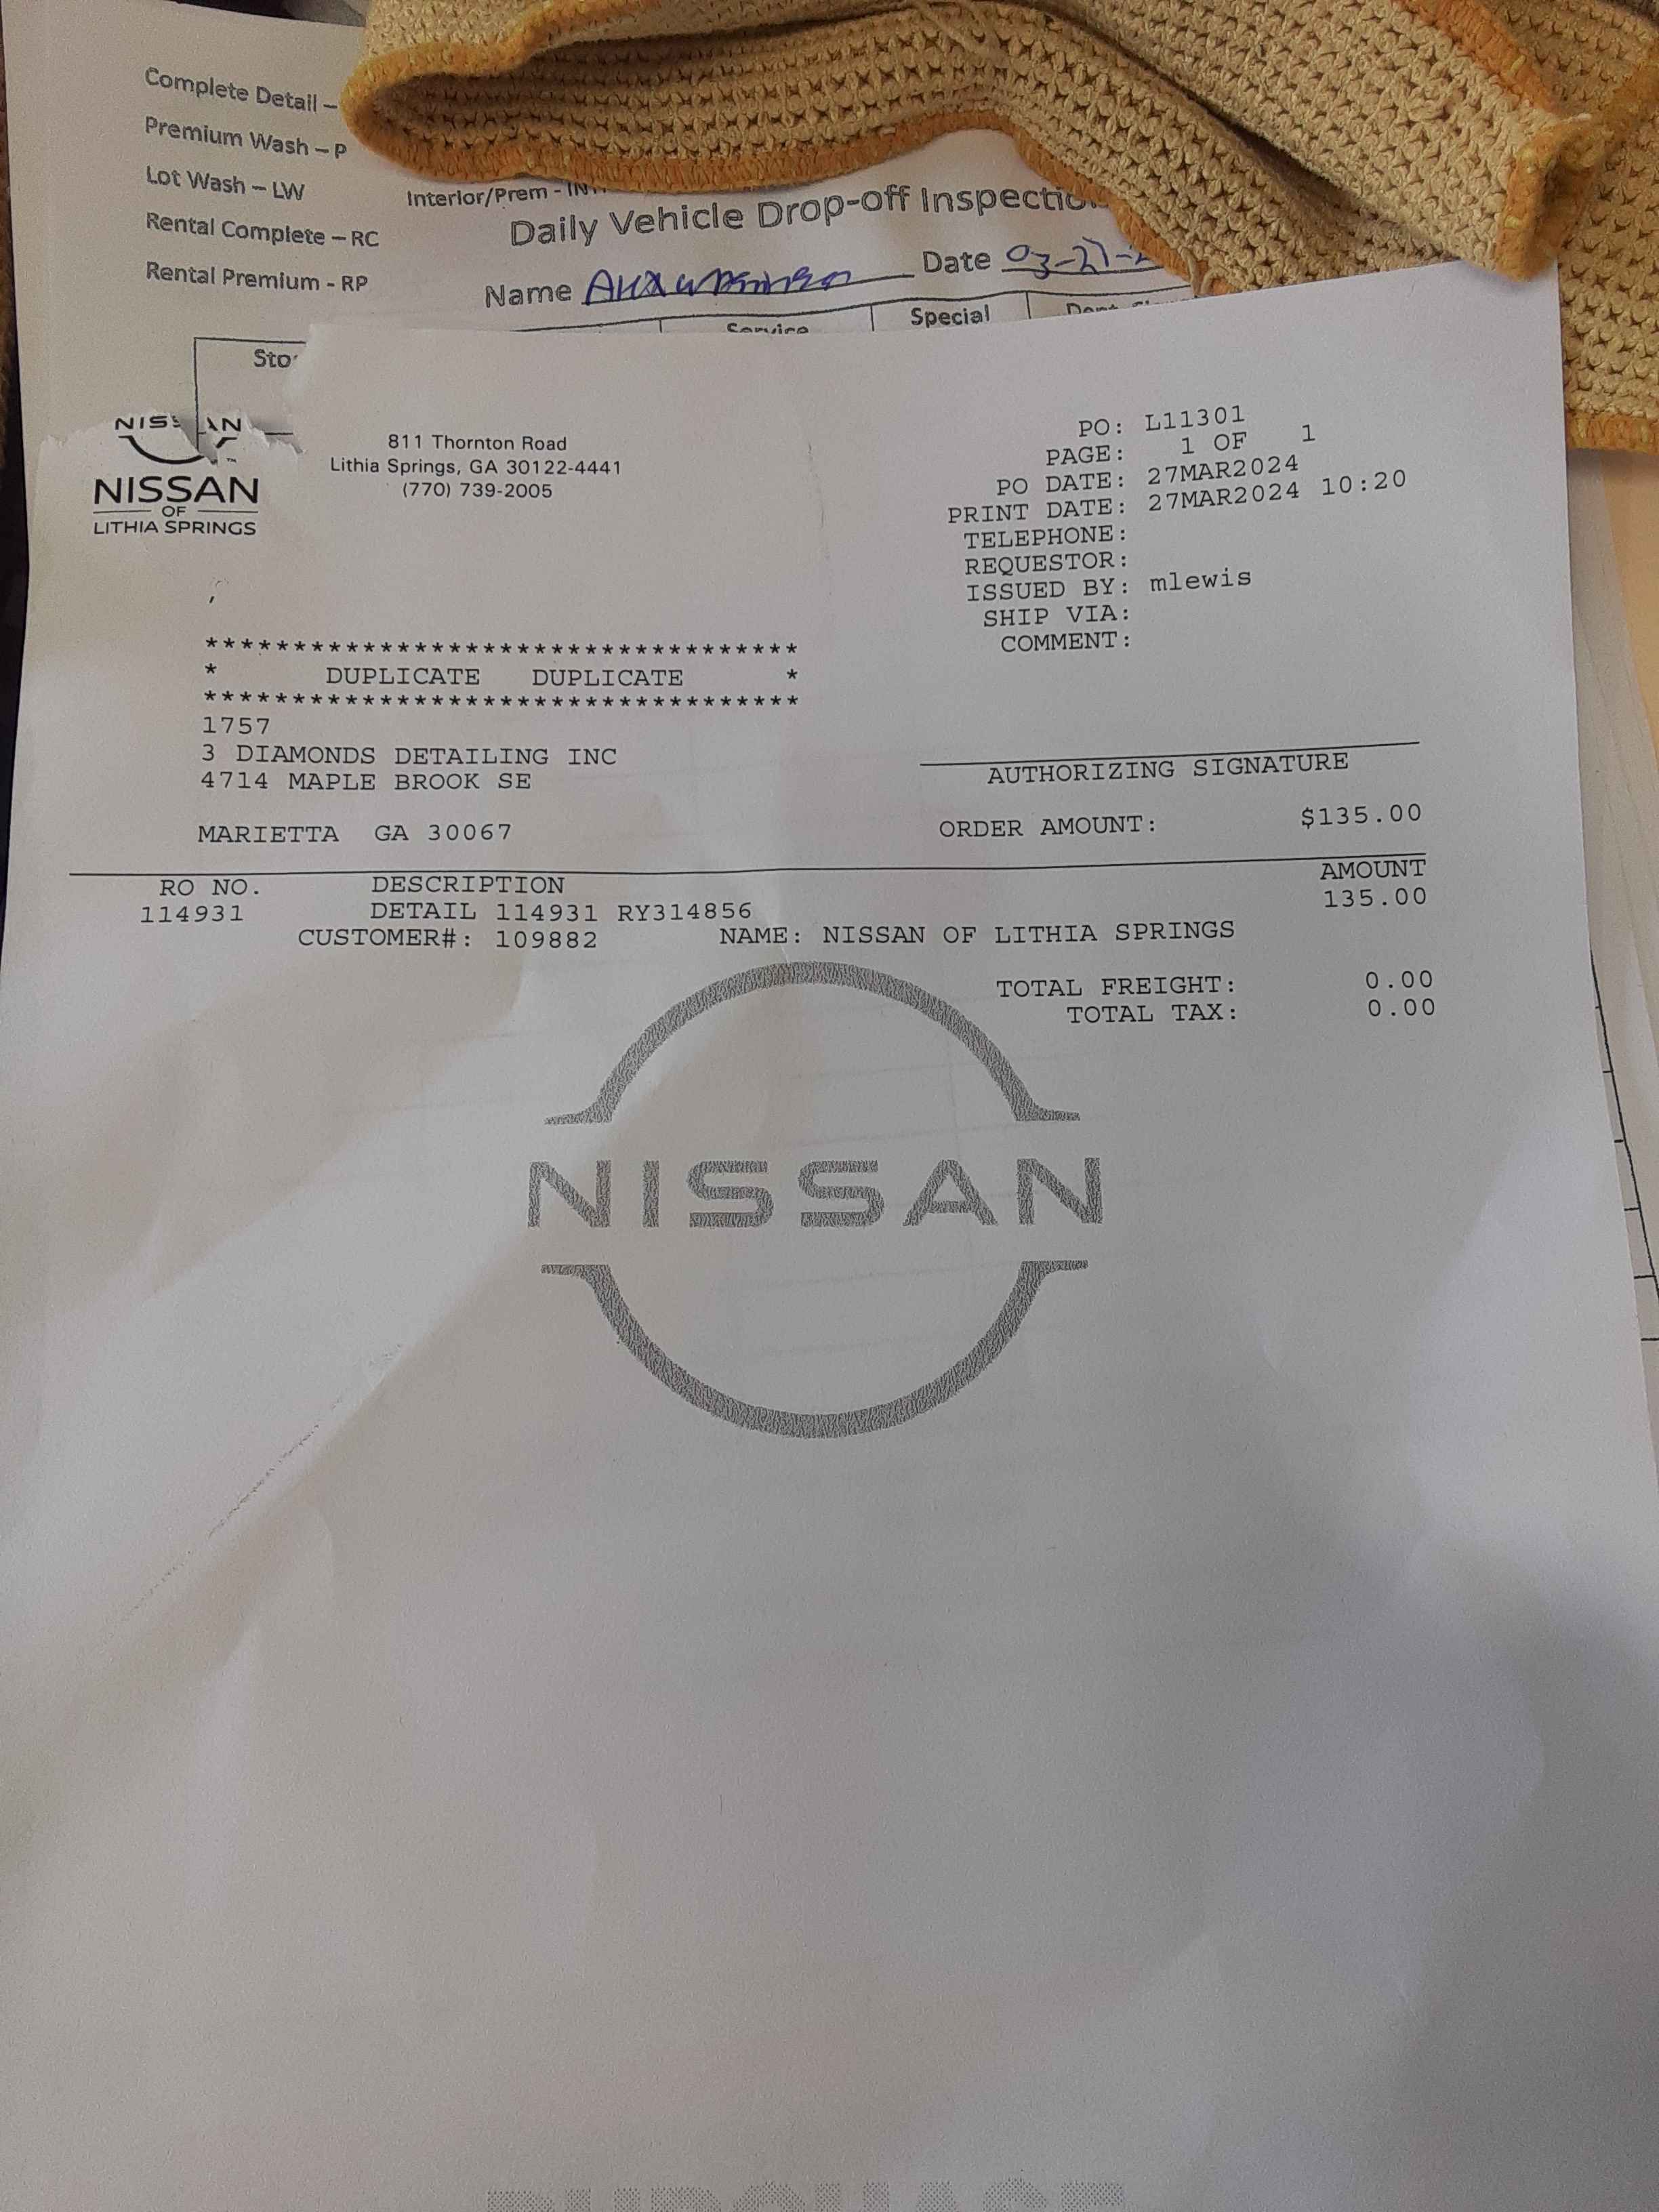 Complete Detail –
Premium Wash – P
Lot Wash – LW
Interior/Prem -
Rental Complete – RC
Daily Vehicle Drop-off
Rental Premium - RP
Name
Date 03-27-
Service
Special
NISSAN
NISSAN
OF
LITHIA SPRINGS
811 Thornton Road
Lithia Springs, GA 30122-4441
(770) 739-2005
PO: L11301
PAGE: 1 OF 1
PO DATE: 27MAR2024
PRINT DATE: 27MAR2024 10:20
TELEPHONE:
REQUESTOR:
ISSUED BY: mlewis
SHIP VIA:
COMMENT:
**********************************
* DUPLICATE DUPLICATE *
**********************************
1757
3 DIAMONDS DETAILING INC
4714 MAPLE BROOK SE
MARIETTA GA 30067
AUTHORIZING SIGNATURE
ORDER AMOUNT: $135.00
RO NO. DESCRIPTION AMOUNT
114931 DETAIL 114931 RY314856 135.00
CUSTOMER#: 109882 NAME: NISSAN OF LITHIA SPRINGS
TOTAL FREIGHT: 0.00
TOTAL TAX: 0.00
NISSAN
PURCHASE